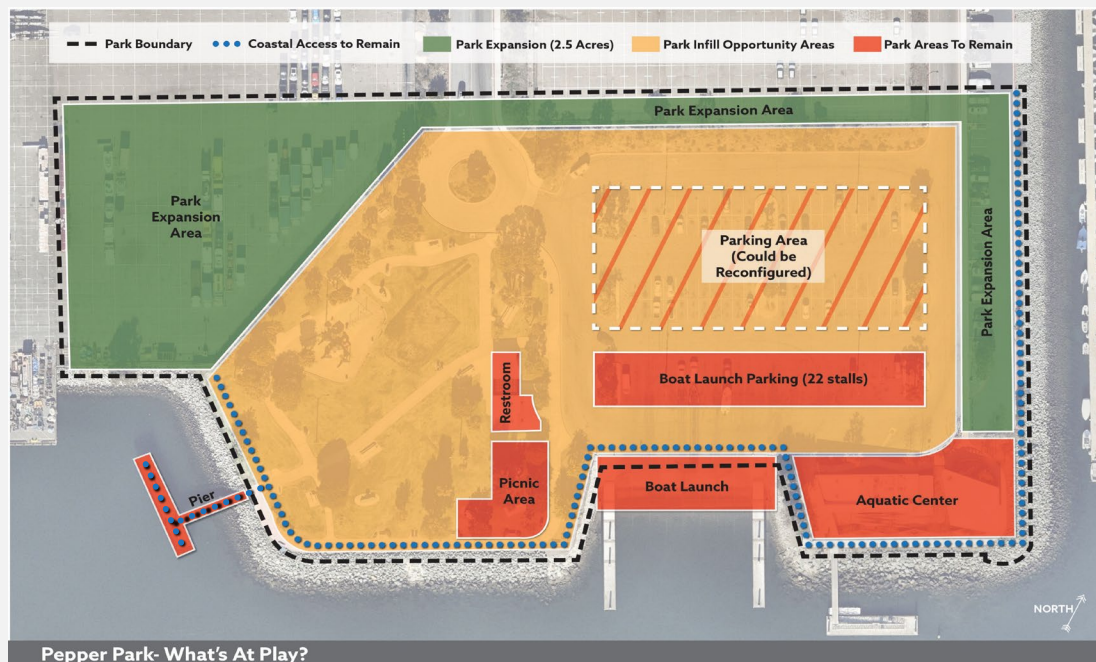 Park Boundary
Coastal Access to Remain
Park Expansion (2.5 Acres)
Park Infill Opportunity Areas
Park Areas To Remain
Park Expansion Area
Park
Expansion
Area
Parking Area
(Could be
Reconfigured)
Park Expansion Area
Boat Launch Parking (22 stalls)
Restroom
Picnic
Area
Pier
Boat Launch
Aquatic Center
NORTH
Pepper Park- What's At Play?